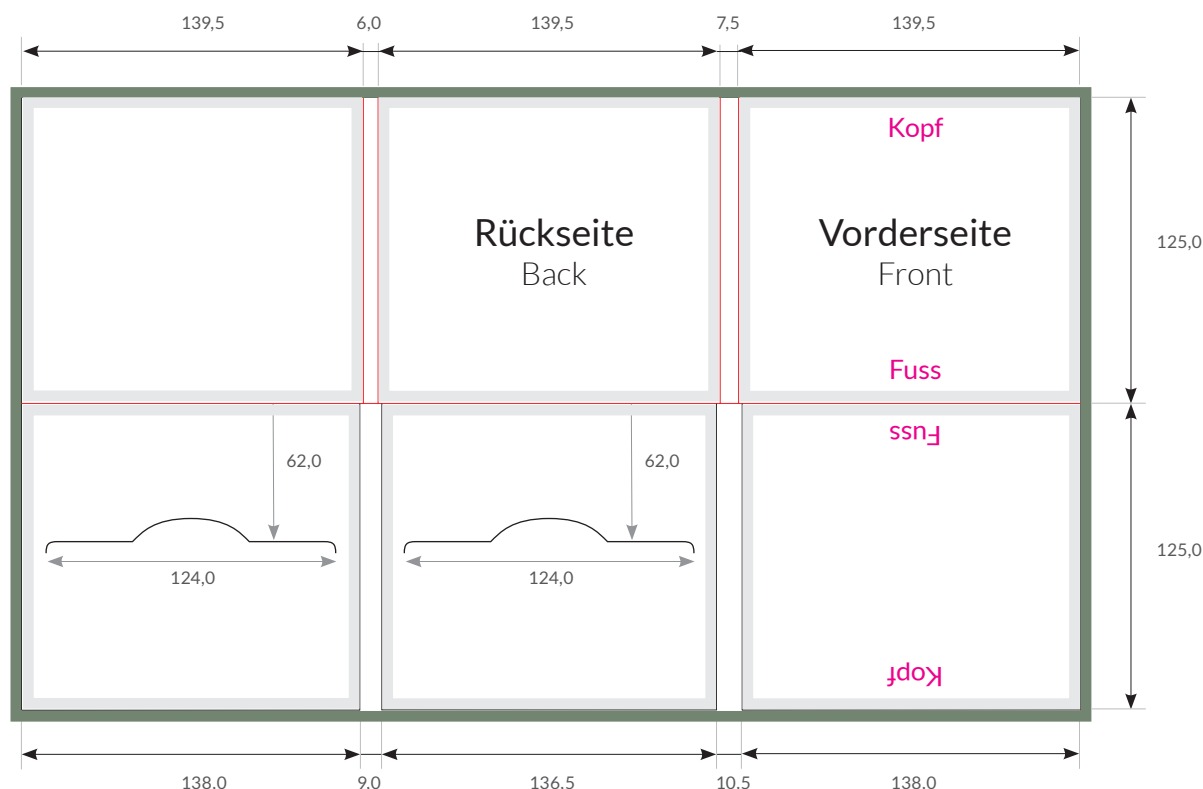 139,5
6,0
139,5
7,5
139,5
Kopf
Rückseite
Back
Vorderseite
Front
125,0
Fuss
Fuss
62,0
62,0
124,0
124,0
125,0
Kopf
138.0
9.0
136.5
10.5
138.0